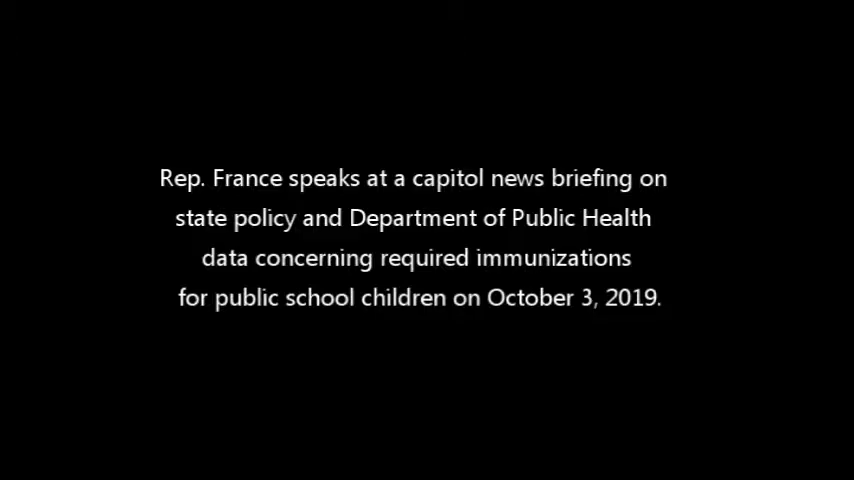 Rep. France speaks at a capitol news briefing on
state policy and Department of Public Health
data concerning required immunizations
for public school children on October 3, 2019.